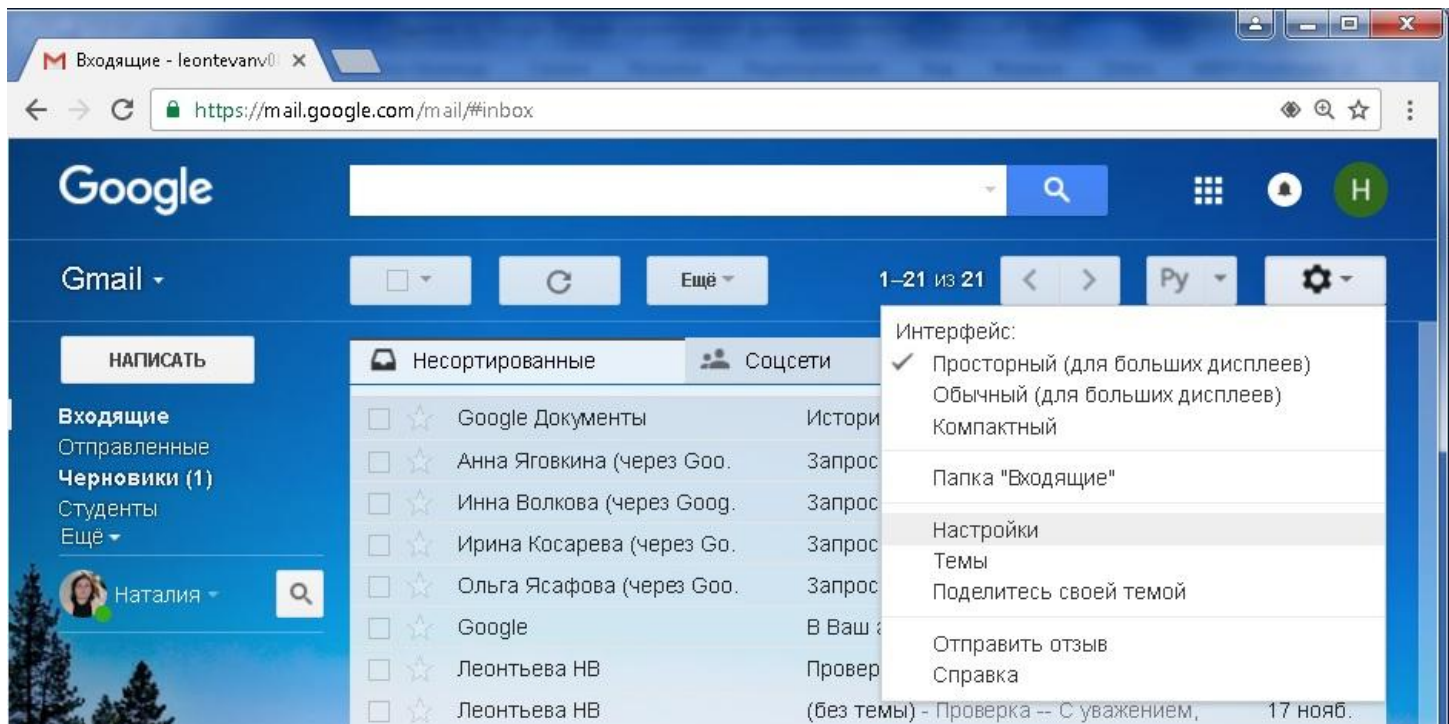 Входящие - leontevanv0
https://mail.google.com/mail/#inbox
Google
Н
Gmail
Ещё
1–21 из 21
Ру
НАПИСАТЬ
Входящие
Отправленные
Черновики (1)
Студенты
Ещё
Наталия
Несортированные
Соцсети
Google Документы Истори
Анна Яговкина (через Goo. Запрос
Инна Волкова (через Goog. Запрос
Ирина Косарева (через Go. Запрос
Ольга Ясафова (через Goo. Запрос
Google В Ваш
Леонтьева НВ Провер
Леонтьева НВ (без темы) - Проверка -- С уважением, 17 нояб.
Интерфейс:
Просторный (для больших дисплеев)
Обычный (для больших дисплеев)
Компактный
Папка "Входящие"
Настройки
Темы
Поделитесь своей темой
Отправить отзыв
Справка